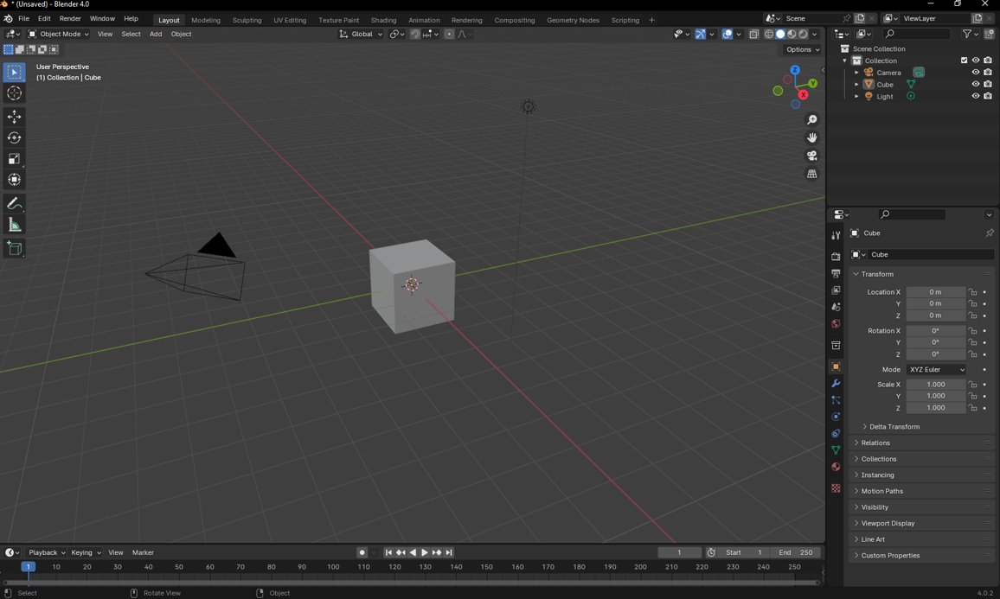 * (Unsaved) - Blender 4.0
File Edit Render Window Help Layout Modeling Sculpting UV Editing Texture Paint Shading Animation Rendering Compositing Geometry Nodes Scripting + Scene ViewLayer
Object Mode View Select Add Object Global
Options
User Perspective
(1) Collection | Cube
Z
Y
X
Scene Collection
Collection
Camera
Cube
Light
Cube
Cube
Transform
Location X 0 m
Y 0 m
Z 0 m
Rotation X 0°
Y 0°
Z 0°
Mode XYZ Euler
Scale X 1.000
Y 1.000
Z 1.000
Delta Transform
Relations
Collections
Instancing
Motion Paths
Visibility
Viewport Display
Line Art
Custom Properties
Playback Keying View Marker 1 Start 1 End 250
1 10 20 30 40 50 60 70 80 90 100 110 120 130 140 150 160 170 180 190 200 210 220 230 240 250
Select Rotate View Object 4.0.2